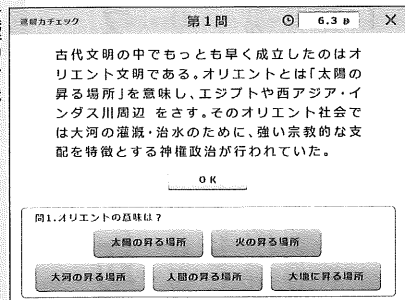 速解力チェック
第1問
6.3秒
×
古代文明の中でもっとも早く成立したのはオ
リエント文明である。オリエントとは「太陽の
昇る場所」を意味し、エジプトや西アジア・イ
ンダス川周辺 をさす。そのオリエント社会で
は大河の灌漑・治水のために、強い宗教的な支
配を特徴とする神権政治が行われていた。
OK
問1.オリエントの意味は?
太陽の昇る場所
火の昇る場所
大河の昇る場所
人間の昇る場所
大地に昇る場所